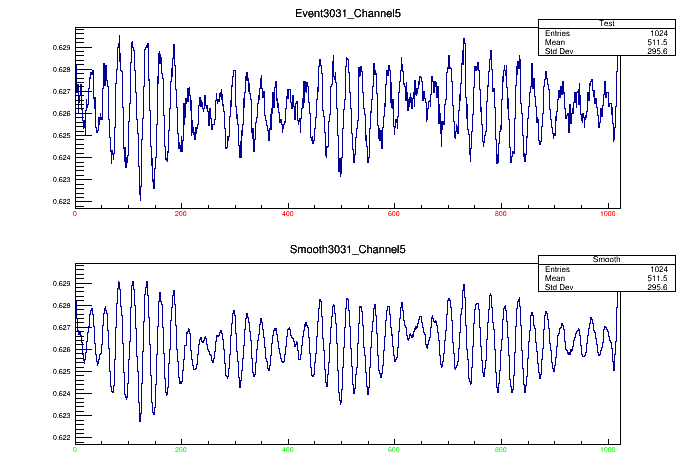 Event3031_Channel5
Test
Entries 1024
Mean 511.5
Std Dev 295.6
0.629
0.628
0.627
0.626
0.625
0.624
0.623
0.622
0 200 400 600 800 1000
Smooth3031_Channel5
Smooth
Entries 1024
Mean 511.5
Std Dev 295.6
0.629
0.628
0.627
0.626
0.625
0.624
0.623
0.622
0 200 400 600 800 1000